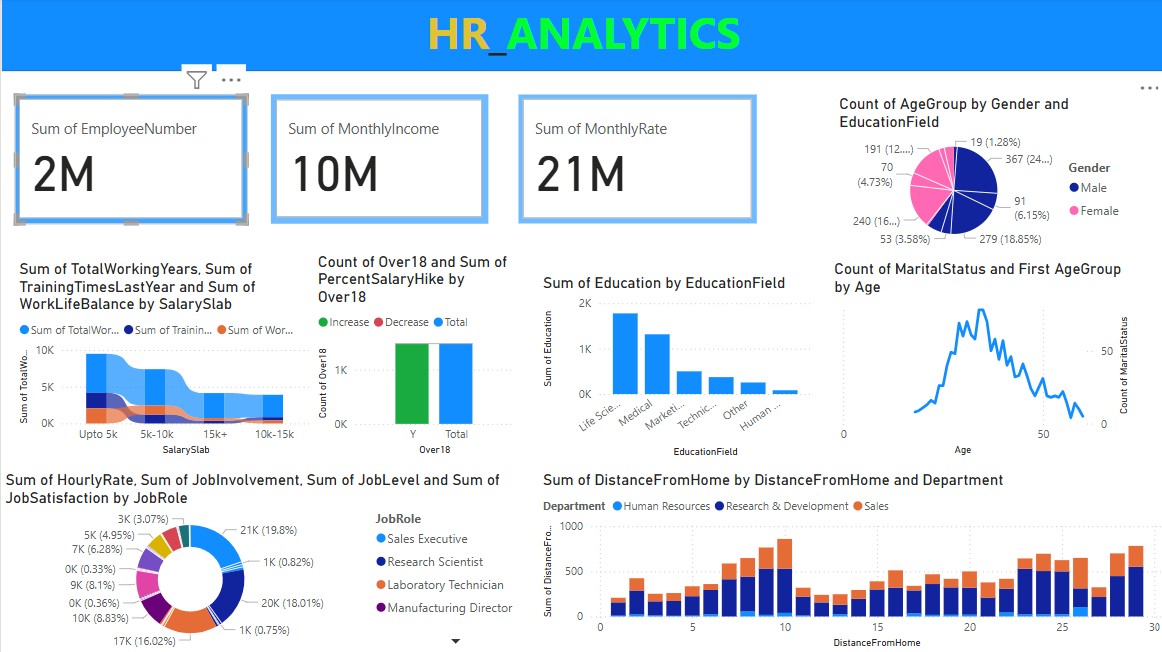 HR_ANALYTICS
Sum of EmployeeNumber
2M
Sum of MonthlyIncome
10M
Sum of MonthlyRate
21M
Count of AgeGroup by Gender and
EducationField
19 (1.28%)
191 (12....)
367 (24...)
70
(4.73%)
91
(6.15%)
240 (16...)
53 (3.58%)
279 (18.85%)
Gender
Male
Female
Sum of TotalWorkingYears, Sum of
TrainingTimesLastYear and Sum of
WorkLifeBalance by SalarySlab
Sum of TotalWor... Sum of Trainin... Sum of Wor...
Sum of TotalWo...
10K
5K
0K
Upto 5k 5k-10k 15k+ 10k-15k
SalarySlab
Count of Over18 and Sum of
PercentSalaryHike by
Over18
Increase Decrease Total
Count of Over18
1K
0K
Y Total
Over18
Sum of Education by EducationField
Sum of Education
2K
1K
0K
Life Scie... Medical Marketi... Technic... Other Human ...
EducationField
Count of MaritalStatus and First AgeGroup
by Age
50
0
Count of MaritalStatus
0 50
Age
Sum of HourlyRate, Sum of JobInvolvement, Sum of JobLevel and Sum of
JobSatisfaction by JobRole
3K (3.07%)
5K (4.95%)
7K (6.28%)
0K (0.33%)
9K (8.1%)
0K (0.36%)
10K (8.83%)
17K (16.02%)
21K (19.8%)
1K (0.82%)
20K (18.01%)
1K (0.75%)
JobRole
Sales Executive
Research Scientist
Laboratory Technician
Manufacturing Director
Sum of DistanceFromHome by DistanceFromHome and Department
Department Human Resources Research & Development Sales
Sum of DistanceFro...
1000
500
0
0 5 10 15 20 25 30
DistanceFromHome